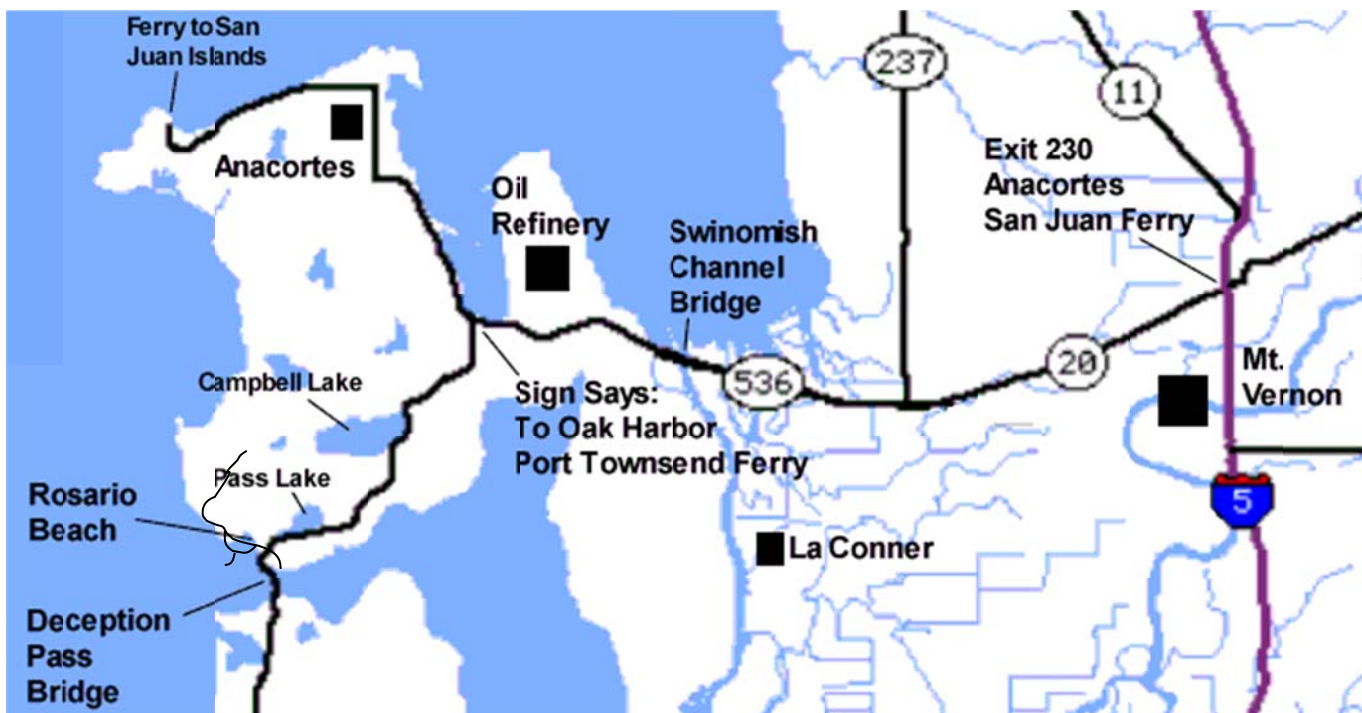 Ferry to San
Juan Islands
237
11
Exit 230
Anacortes
San Juan Ferry
Anacortes
Oil
Refinery
Swinomish
Channel
Bridge
536
20
Mt.
Vernon
Campbell Lake
Sign Says:
To Oak Harbor
Port Townsend Ferry
Pass Lake
Rosario
Beach
5
La Conner
Deception
Pass
Bridge